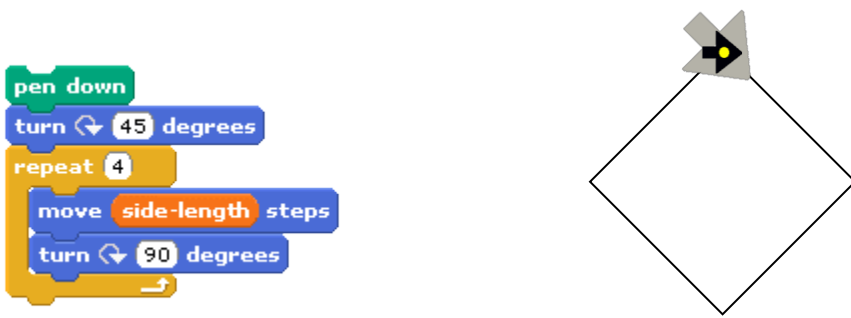 pen down
turn 45 degrees
repeat 4
move side-length steps
turn 90 degrees